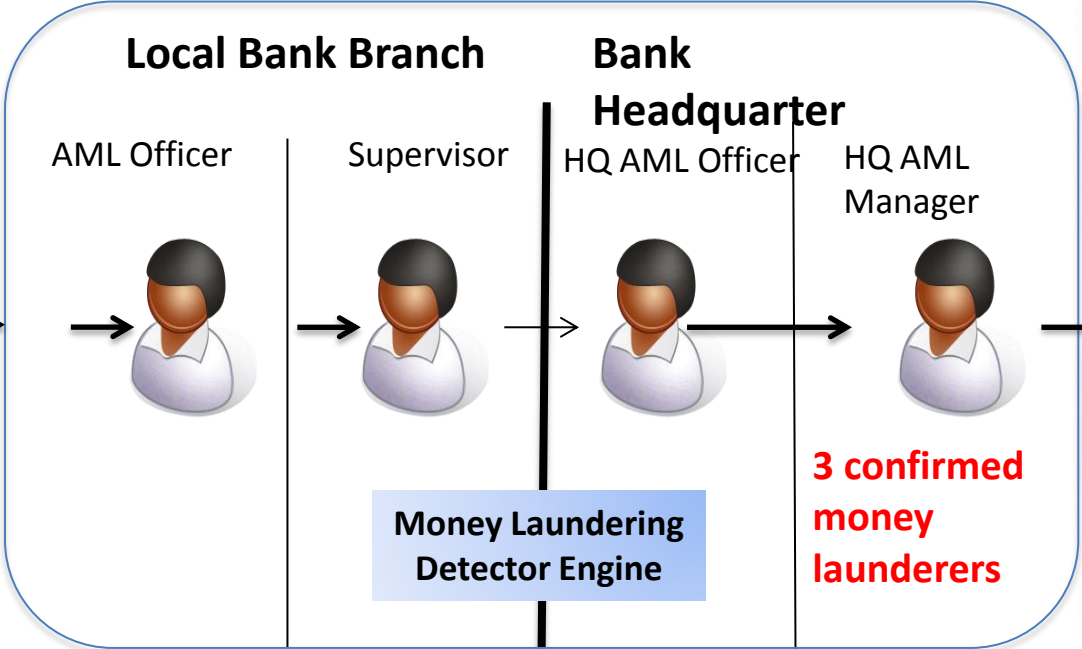 Local Bank Branch
Bank
Headquarter
AML Officer
Supervisor
HQ AML Officer
HQ AML
Manager
3 confirmed
money
launderers
Money Laundering
Detector Engine